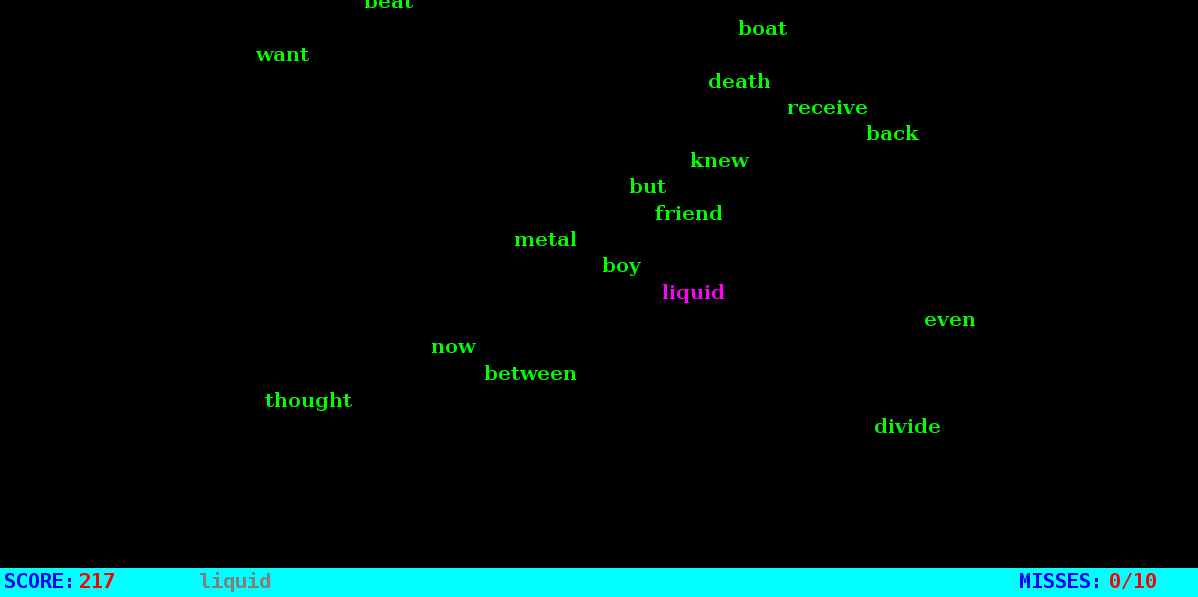 beat
boat
want
death
receive
back
knew
but
friend
metal
boy
liquid
even
now
between
thought
divide
SCORE: 217 liquid MISSES: 0/10